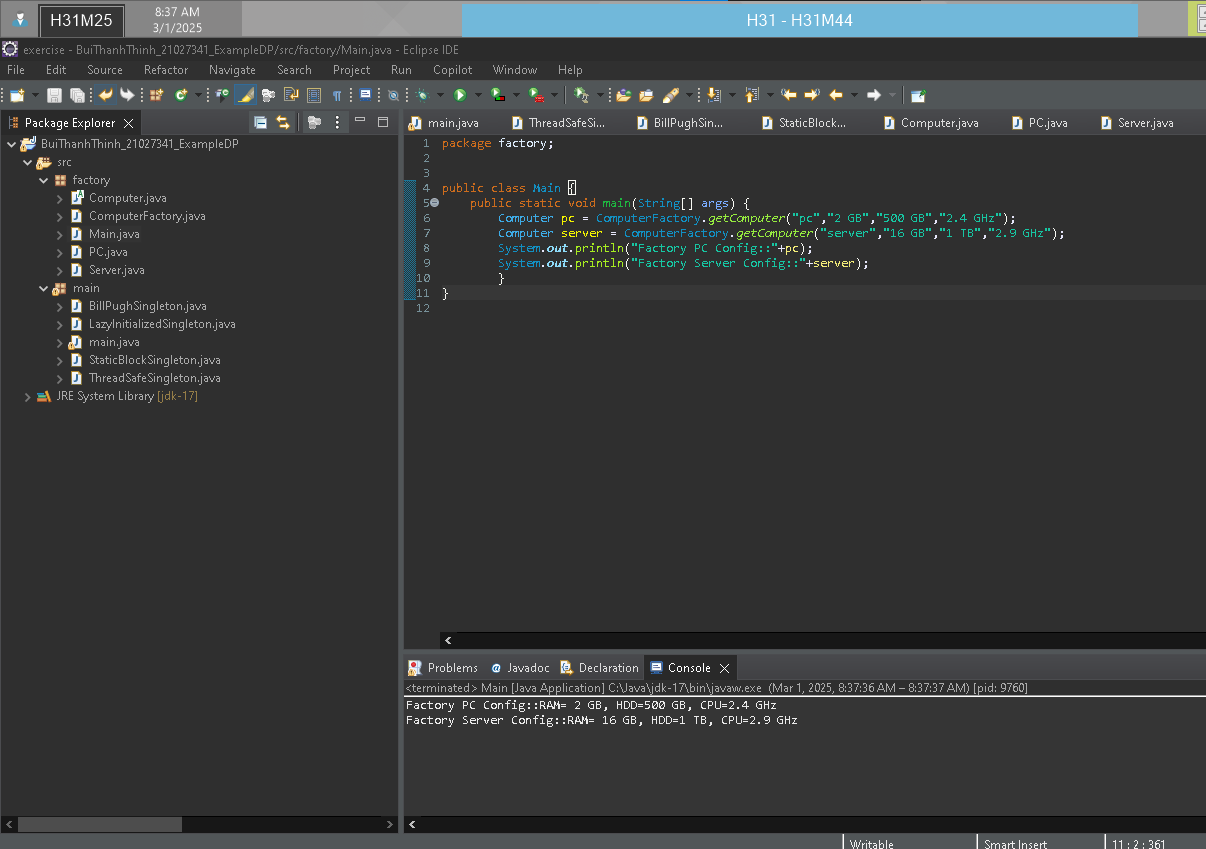 H31M25
8:37 AM
3/1/2025
H31 - H31M44
exercise - BuiThanhThinh_21027341_ExampleDP/src/factory/Main.java - Eclipse IDE
File Edit Source Refactor Navigate Search Project Run Copilot Window Help
Package Explorer
BuiThanhThinh_21027341_ExampleDP
src
factory
Computer.java
ComputerFactory.java
Main.java
PC.java
Server.java
main
BillPughSingleton.java
LazyInitializedSingleton.java
main.java
StaticBlockSingleton.java
ThreadSafeSingleton.java
JRE System Library [jdk-17]
main.java ThreadSafeSi... BillPughSin... StaticBlock... Computer.java PC.java Server.java
1 package factory;
2
3
4 public class Main {
5 public static void main(String[] args) {
6 Computer pc = ComputerFactory.getComputer("pc","2 GB","500 GB","2.4 GHz");
7 Computer server = ComputerFactory.getComputer("server","16 GB","1 TB","2.9 GHz");
8 System.out.println("Factory PC Config::"+pc);
9 System.out.println("Factory Server Config::"+server);
10 }
11 }
12
Problems Javadoc Declaration Console
<terminated> Main [Java Application] C:\Java\jdk-17\bin\javaw.exe (Mar 1, 2025, 8:37:36 AM – 8:37:37 AM) [pid: 9760]
Factory PC Config::RAM= 2 GB, HDD=500 GB, CPU=2.4 GHz
Factory Server Config::RAM= 16 GB, HDD=1 TB, CPU=2.9 GHz
Writable Smart Insert 11 : 2 : 361